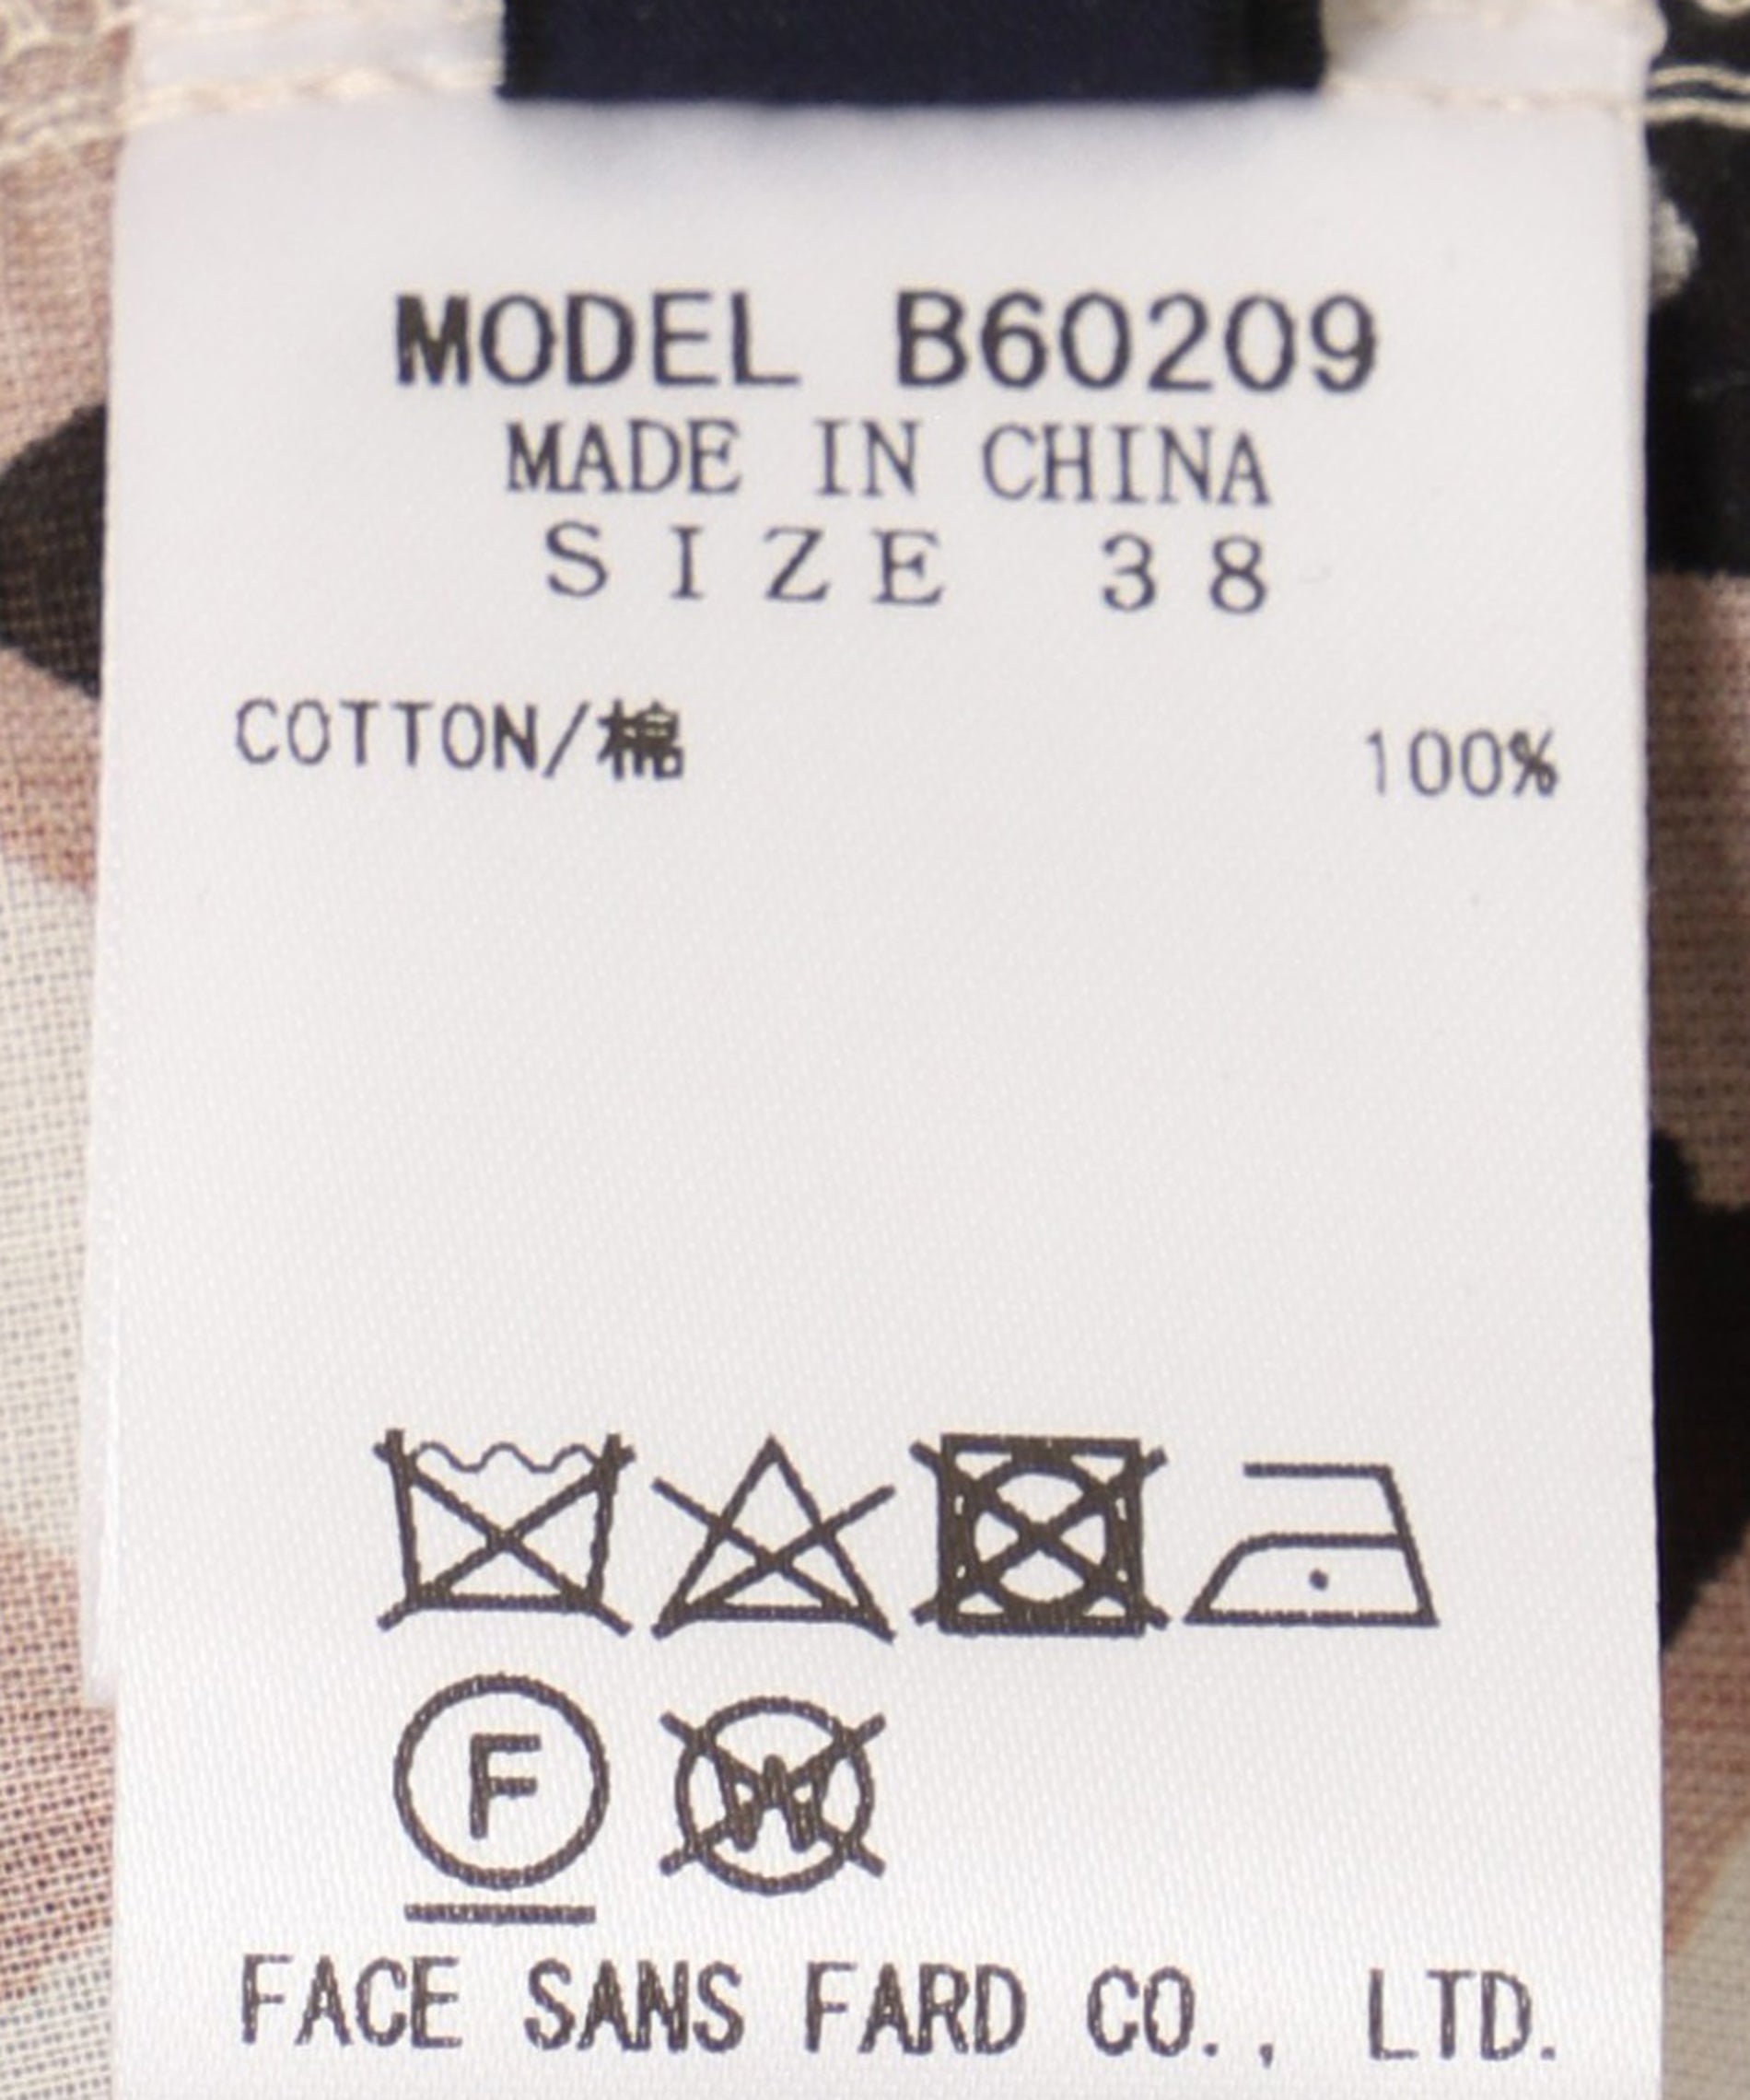 MODEL B60209
MADE IN CHINA
SIZE 38
COTTON/棉 100%
F W
FACE SANS FARD CO., LTD.